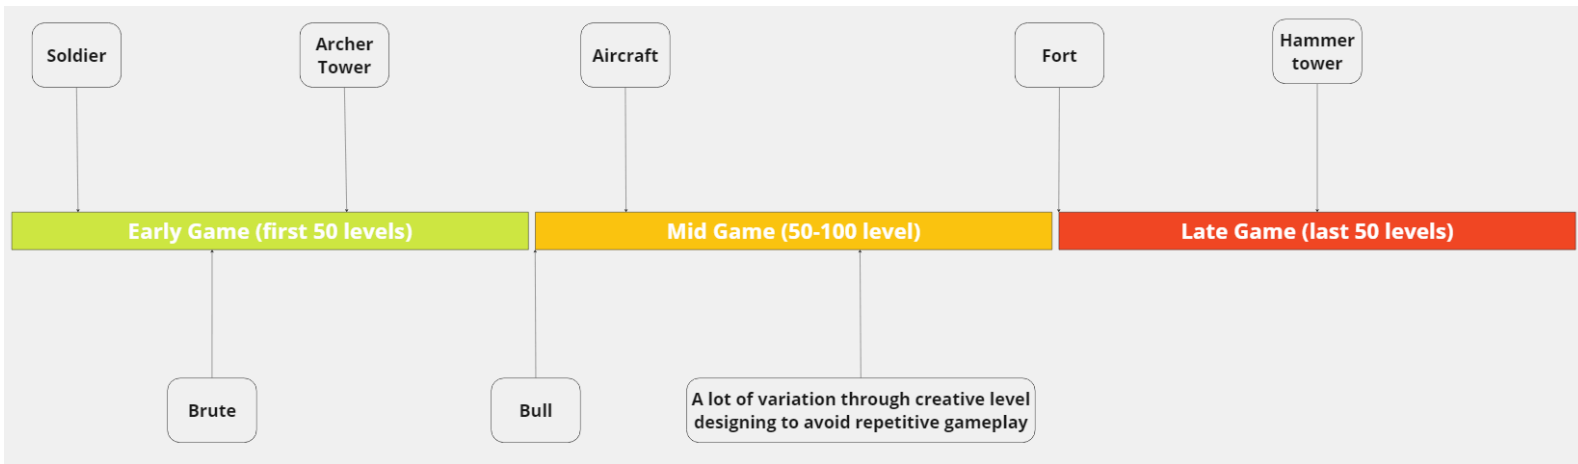 Soldier
Archer
Tower
Aircraft
Fort
Hammer
tower
Early Game (first 50 levels)
Mid Game (50-100 level)
Late Game (last 50 levels)
Brute
Bull
A lot of variation through creative level
designing to avoid repetitive gameplay